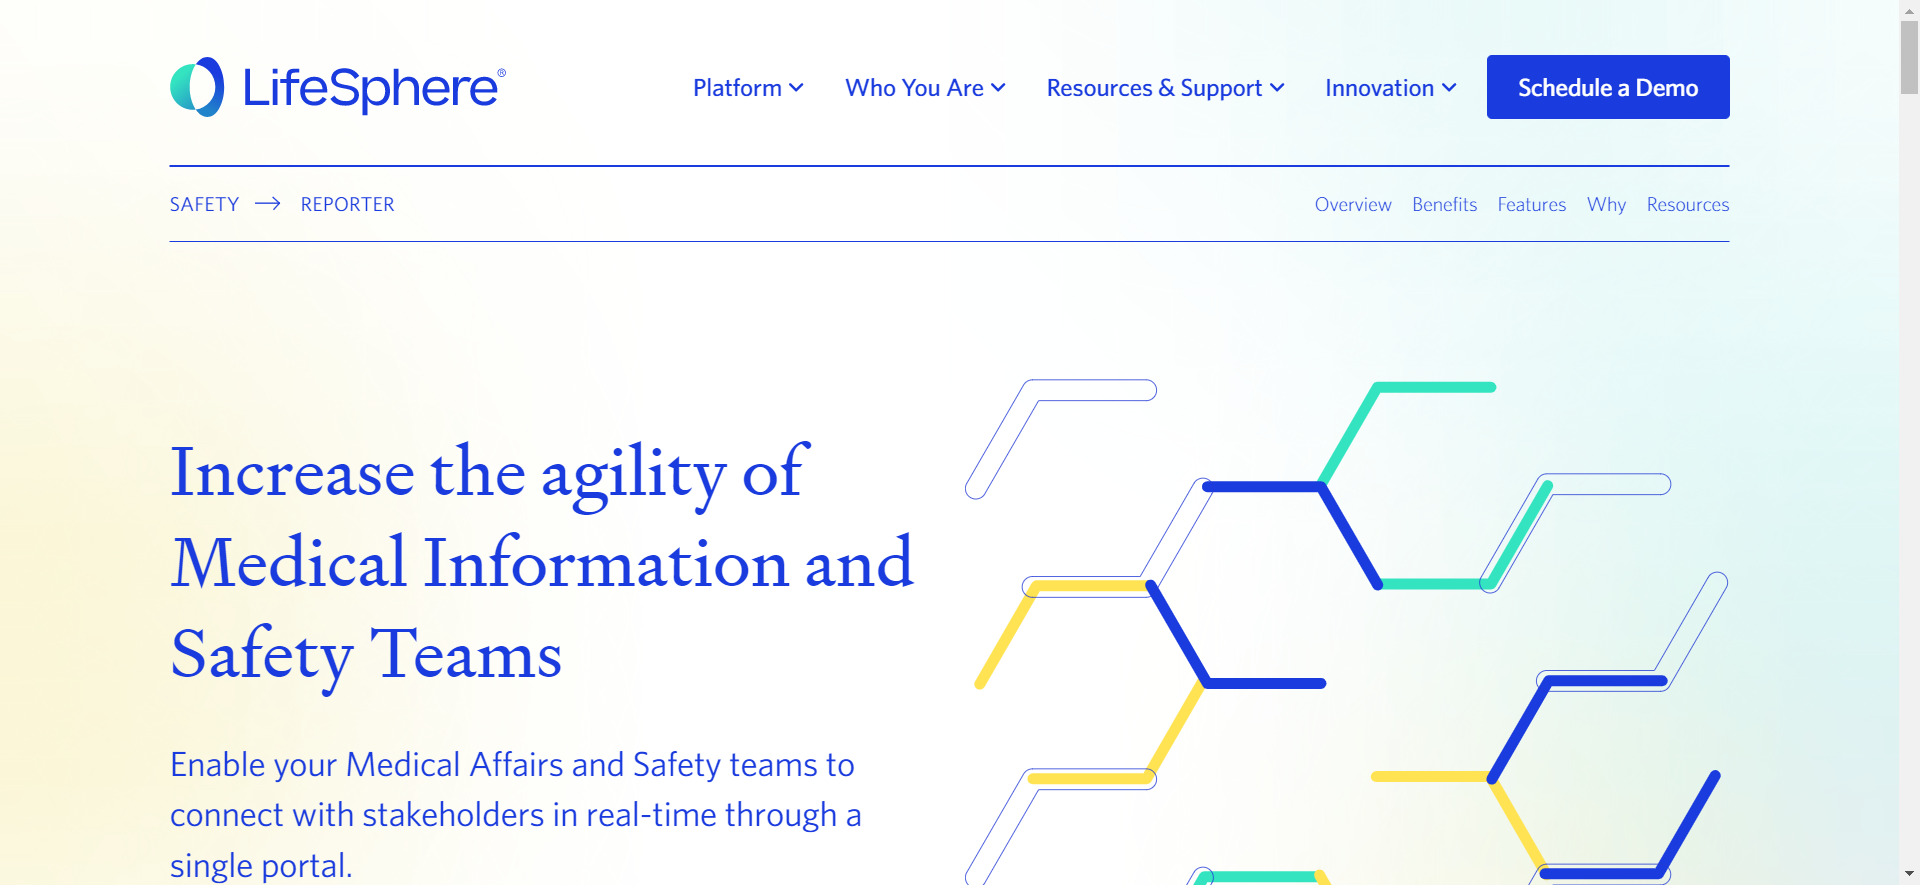 LifeSphere®
Platform
Who You Are
Resources & Support
Innovation
Schedule a Demo
SAFETY → REPORTER
Overview
Benefits
Features
Why
Resources
Increase the agility of
Medical Information and
Safety Teams
Enable your Medical Affairs and Safety teams to
connect with stakeholders in real-time through a
single portal.